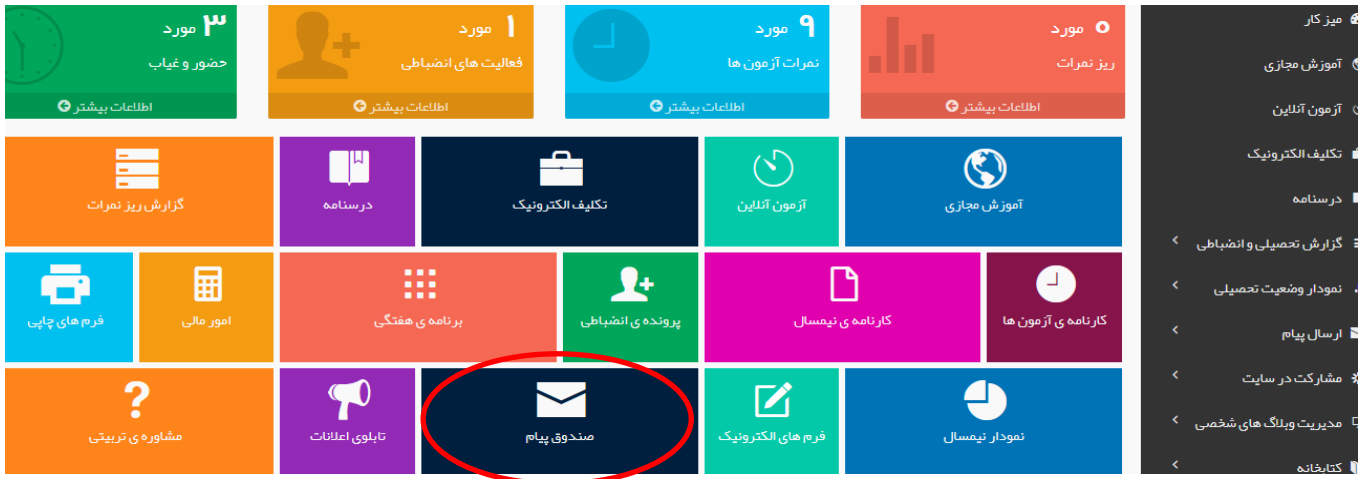 ۵ مورد
ریز نمرات
اطلاعات بیشتر
۹ مورد
نمرات آزمون ها
اطلاعات بیشتر
۱ مورد
فعالیت های انضباطی
اطلاعات بیشتر
۳ مورد
حضور و غیاب
اطلاعات بیشتر
میز کار
آموزش مجازی
آزمون آنلاین
تکلیف الکترونیک
درسنامه
گزارش تحصیلی و انضباطی
نمودار وضعیت تحصیلی
ارسال پیام
مشارکت در سایت
مدیریت وبلاگ های شخصی
کتابخانه
آموزش مجازی
آزمون آنلاین
تکلیف الکترونیک
درسنامه
گزارش ریز نمرات
کارنامه ی آزمون ها
کارنامه ی نیمسال
پرونده ی انضباطی
برنامه ی هفتگی
امور مالی
فرم های چاپی
نمودار نیمسال
فرم های الکترونیک
صندوق پیام
تابلوی اعلانات
مشاوره ی تربیتی